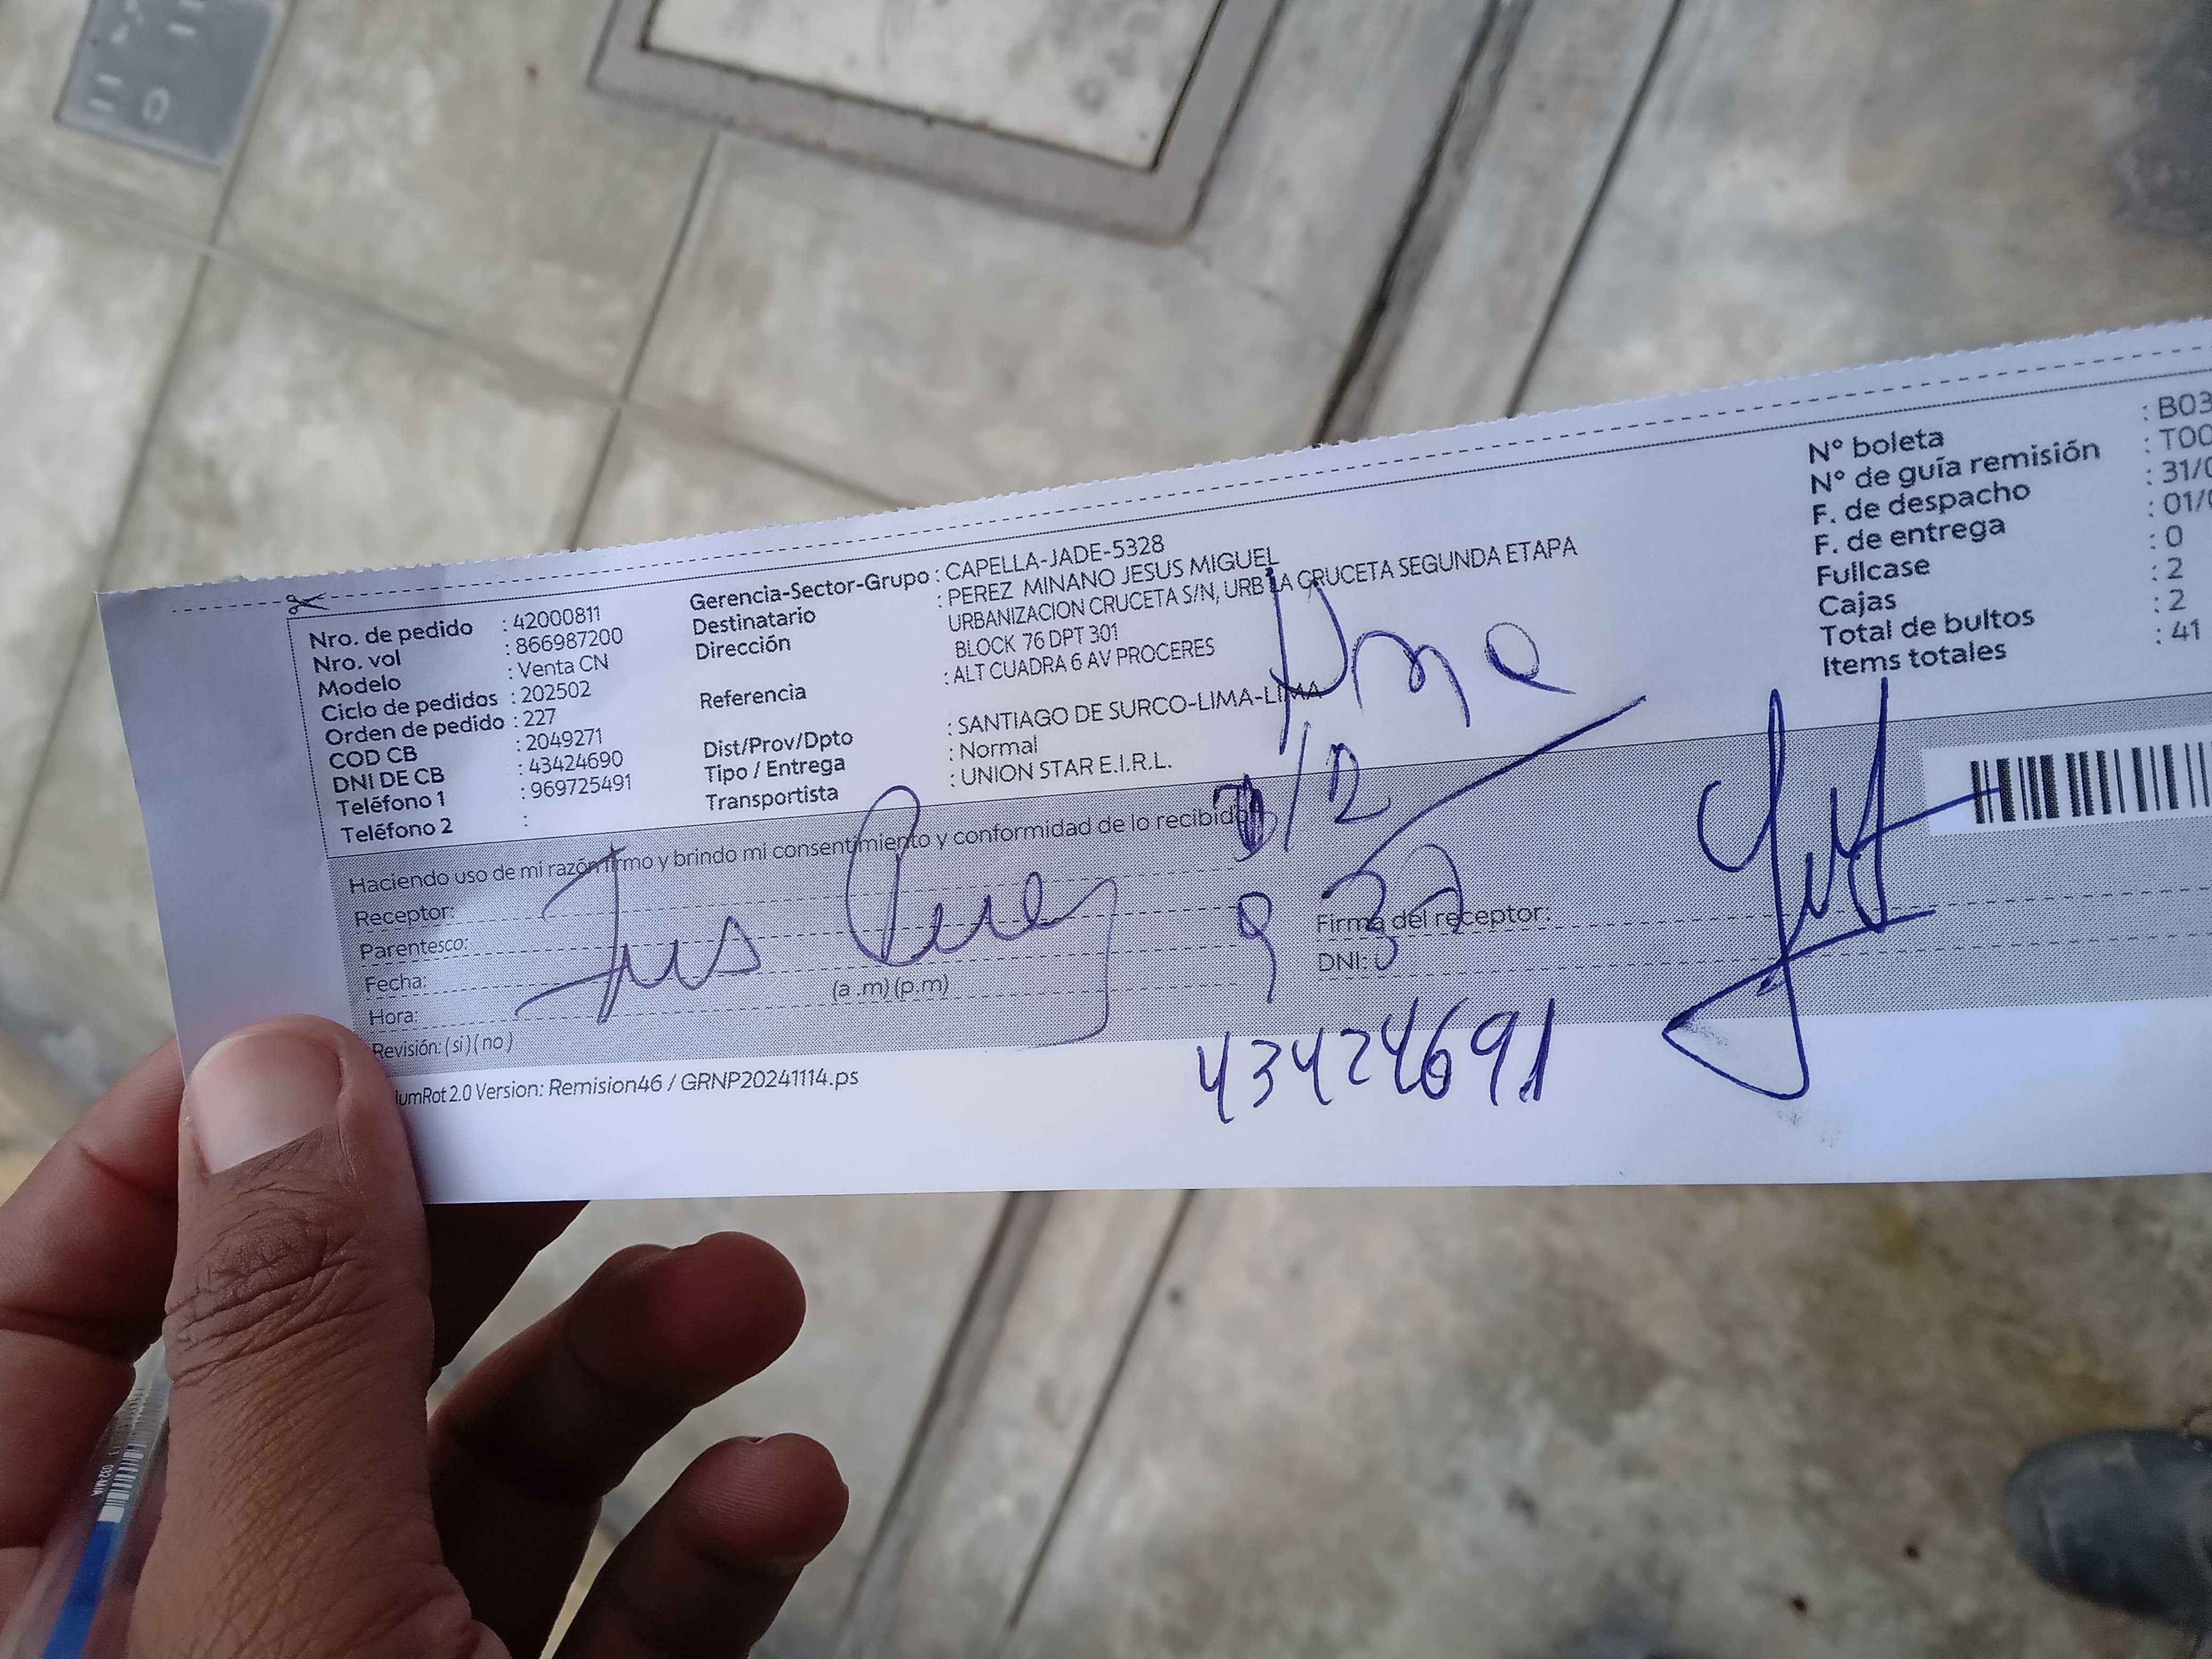 Nro. de pedido : 42000811
Nro. vol : 866987200
Modelo : Venta CN
Ciclo de pedidos : 202502
Orden de pedido : 227
COD CB : 2049271
DNI DE CB : 43424690
Teléfono 1 : 969725491
Teléfono 2 :
Gerencia-Sector-Grupo : CAPELLA-JADE-5328
Destinatario : PEREZ MINANO JESUS MIGUEL
Dirección URBANIZACION CRUCETA S/N, URB LA CRUCETA SEGUNDA ETAPA
BLOCK 76 DPT 301
Referencia : ALT CUADRA 6 AV PROCERES
Dist/Prov/Dpto : SANTIAGO DE SURCO-LIMA-LIMA
Tipo / Entrega : Normal
Transportista : UNION STAR E.I.R.L.
N° boleta : B03
N° de guía remisión : T00
F. de despacho : 31/0
F. de entrega : 01/0
Fullcase : 0
Cajas : 2
Total de bultos : 2
Items totales : 41
Haciendo uso de mi razón firmo y brindo mi consentimiento y conformidad de lo recibido
Receptor:
Parentesco:
Fecha:
Hora: (a .m) (p.m)
Revisión: (si) ( no )
Firma del receptor:
DNI:
/2
9 37
43424691
umRot 2.0 Version: Remision46 / GRNP20241114.ps